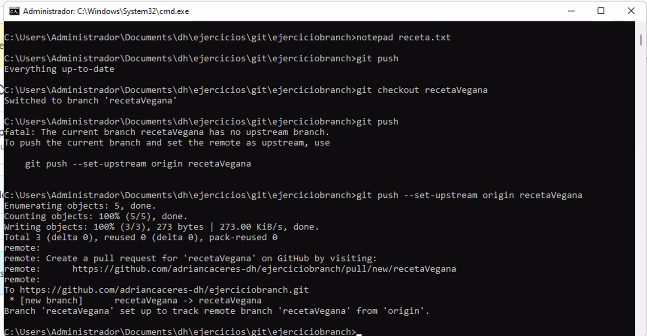 Administrador: C:\Windows\System32\cmd.exe
C:\Users\Administrador\Documents\dh\ejercicios\git\ejerciciobranch>notepad receta.txt
C:\Users\Administrador\Documents\dh\ejercicios\git\ejerciciobranch>git push
Everything up-to-date
C:\Users\Administrador\Documents\dh\ejercicios\git\ejerciciobranch>git checkout recetaVegana
Switched to branch 'recetaVegana'
C:\Users\Administrador\Documents\dh\ejercicios\git\ejerciciobranch>git push
fatal: The current branch recetaVegana has no upstream branch.
To push the current branch and set the remote as upstream, use
git push --set-upstream origin recetaVegana
C:\Users\Administrador\Documents\dh\ejercicios\git\ejerciciobranch>git push --set-upstream origin recetaVegana
Enumerating objects: 5, done.
Counting objects: 100% (5/5), done.
Writing objects: 100% (3/3), 273 bytes | 273.00 KiB/s, done.
Total 3 (delta 0), reused 0 (delta 0), pack-reused 0
remote:
remote: Create a pull request for 'recetaVegana' on GitHub by visiting:
remote:      https://github.com/adriancaceres-dh/ejerciciobranch/pull/new/recetaVegana
remote:
To https://github.com/adriancaceres-dh/ejerciciobranch.git
* [new branch]      recetaVegana -> recetaVegana
Branch 'recetaVegana' set up to track remote branch 'recetaVegana' from 'origin'.
C:\Users\Administrador\Documents\dh\ejercicios\git\ejerciciobranch>